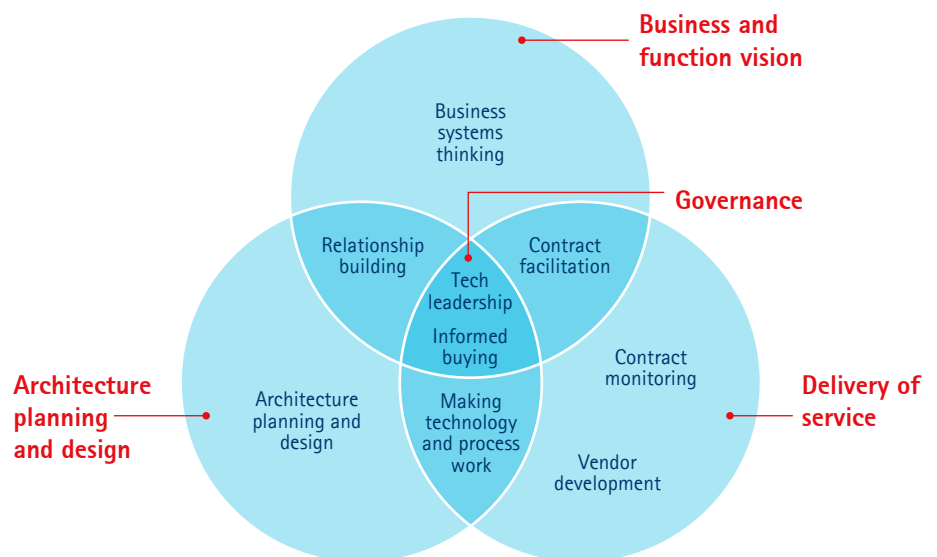 Business and
function vision
Business
systems
thinking
Governance
Relationship
building
Contract
facilitation
Tech
leadership
Informed
buying
Contract
monitoring
Architecture
planning
and design
Architecture
planning and
design
Making
technology
and process
work
Delivery of
service
Vendor
development